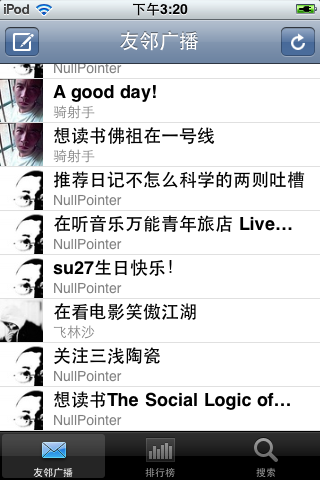 iPod 下午3:20
友邻广播
NullPointer
A good day!
骑射手
想读书佛祖在一号线
骑射手
推荐日记不怎么科学的两则吐槽
NullPointer
在听音乐万能青年旅店 Live...
NullPointer
su27生日快乐!
NullPointer
在看电影笑傲江湖
飞林沙
关注三浅陶瓷
NullPointer
想读书The Social Logic of...
NullPointer
友邻广播 排行榜 搜索